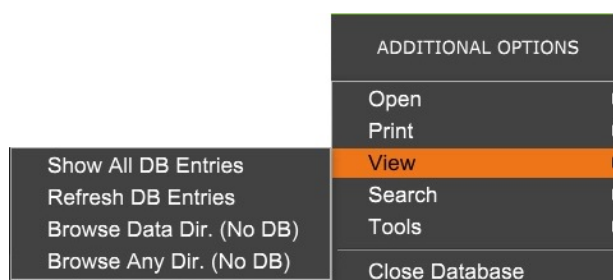 ADDITIONAL OPTIONS
Open
Print
View
Search
Tools
Close Database
Show All DB Entries
Refresh DB Entries
Browse Data Dir. (No DB)
Browse Any Dir. (No DB)